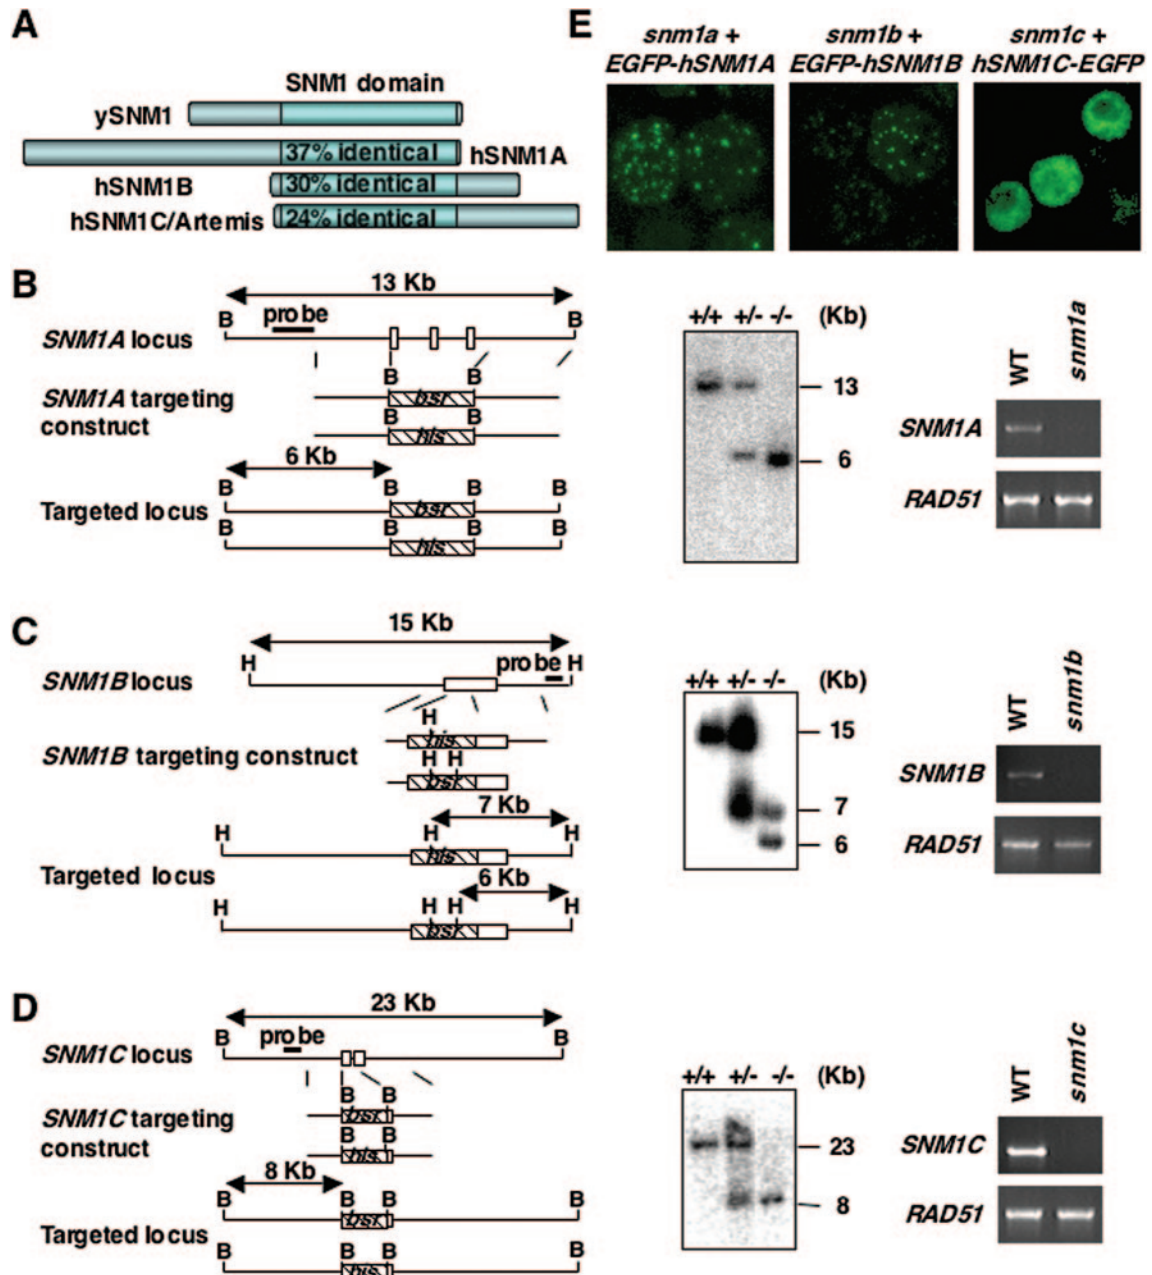 A
SNM1 domain
ySNM1
37% identical hSNM1A
hSNM1B 30% identical
hSNM1C/Artemis 24% identical
E
snm1a + snm1b + snm1c +
EGFP-hSNM1A EGFP-hSNM1B hSNM1C-EGFP
B
13 Kb
B probe B
SNM1A locus
B B
SNM1A targeting bsr
construct B B
his
6 Kb
B B B B
Targeted locus bsr
B B B B
his
+/+ +/- -/- (Kb)
13
6
WT snm1a
SNM1A
RAD51
C
15 Kb
H probe H
SNM1B locus
H
his
SNM1B targeting construct H H
bsr
7 Kb
H H H
his
Targeted locus 6 Kb
H H H H
bsr
+/+ +/- -/- (Kb)
15
7
6
WT snm1b
SNM1B
RAD51
D
23 Kb
B probe B
SNM1C locus
B B
SNM1C targeting bsr
construct B B
his
8 Kb
B B B B
bsr
Targeted locus
B B B B
his
+/+ +/- -/- (Kb)
23
8
WT snm1c
SNM1C
RAD51